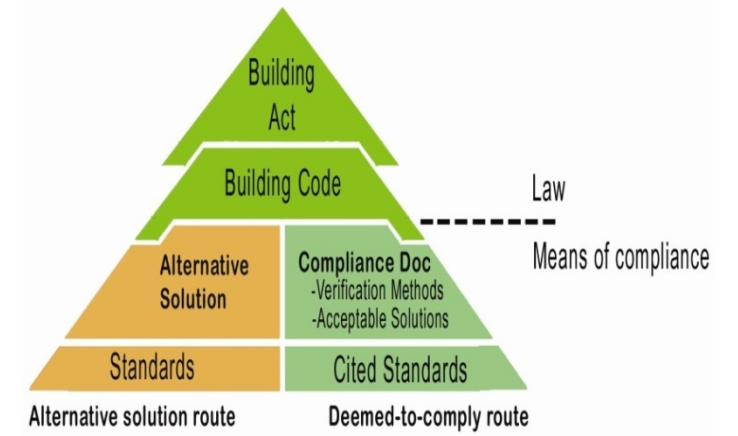 Building
Act
Building Code
Law
Means of compliance
Alternative
Solution
Compliance Doc
-Verification Methods
-Acceptable Solutions
Standards
Cited Standards
Alternative solution route
Deemed-to-comply route